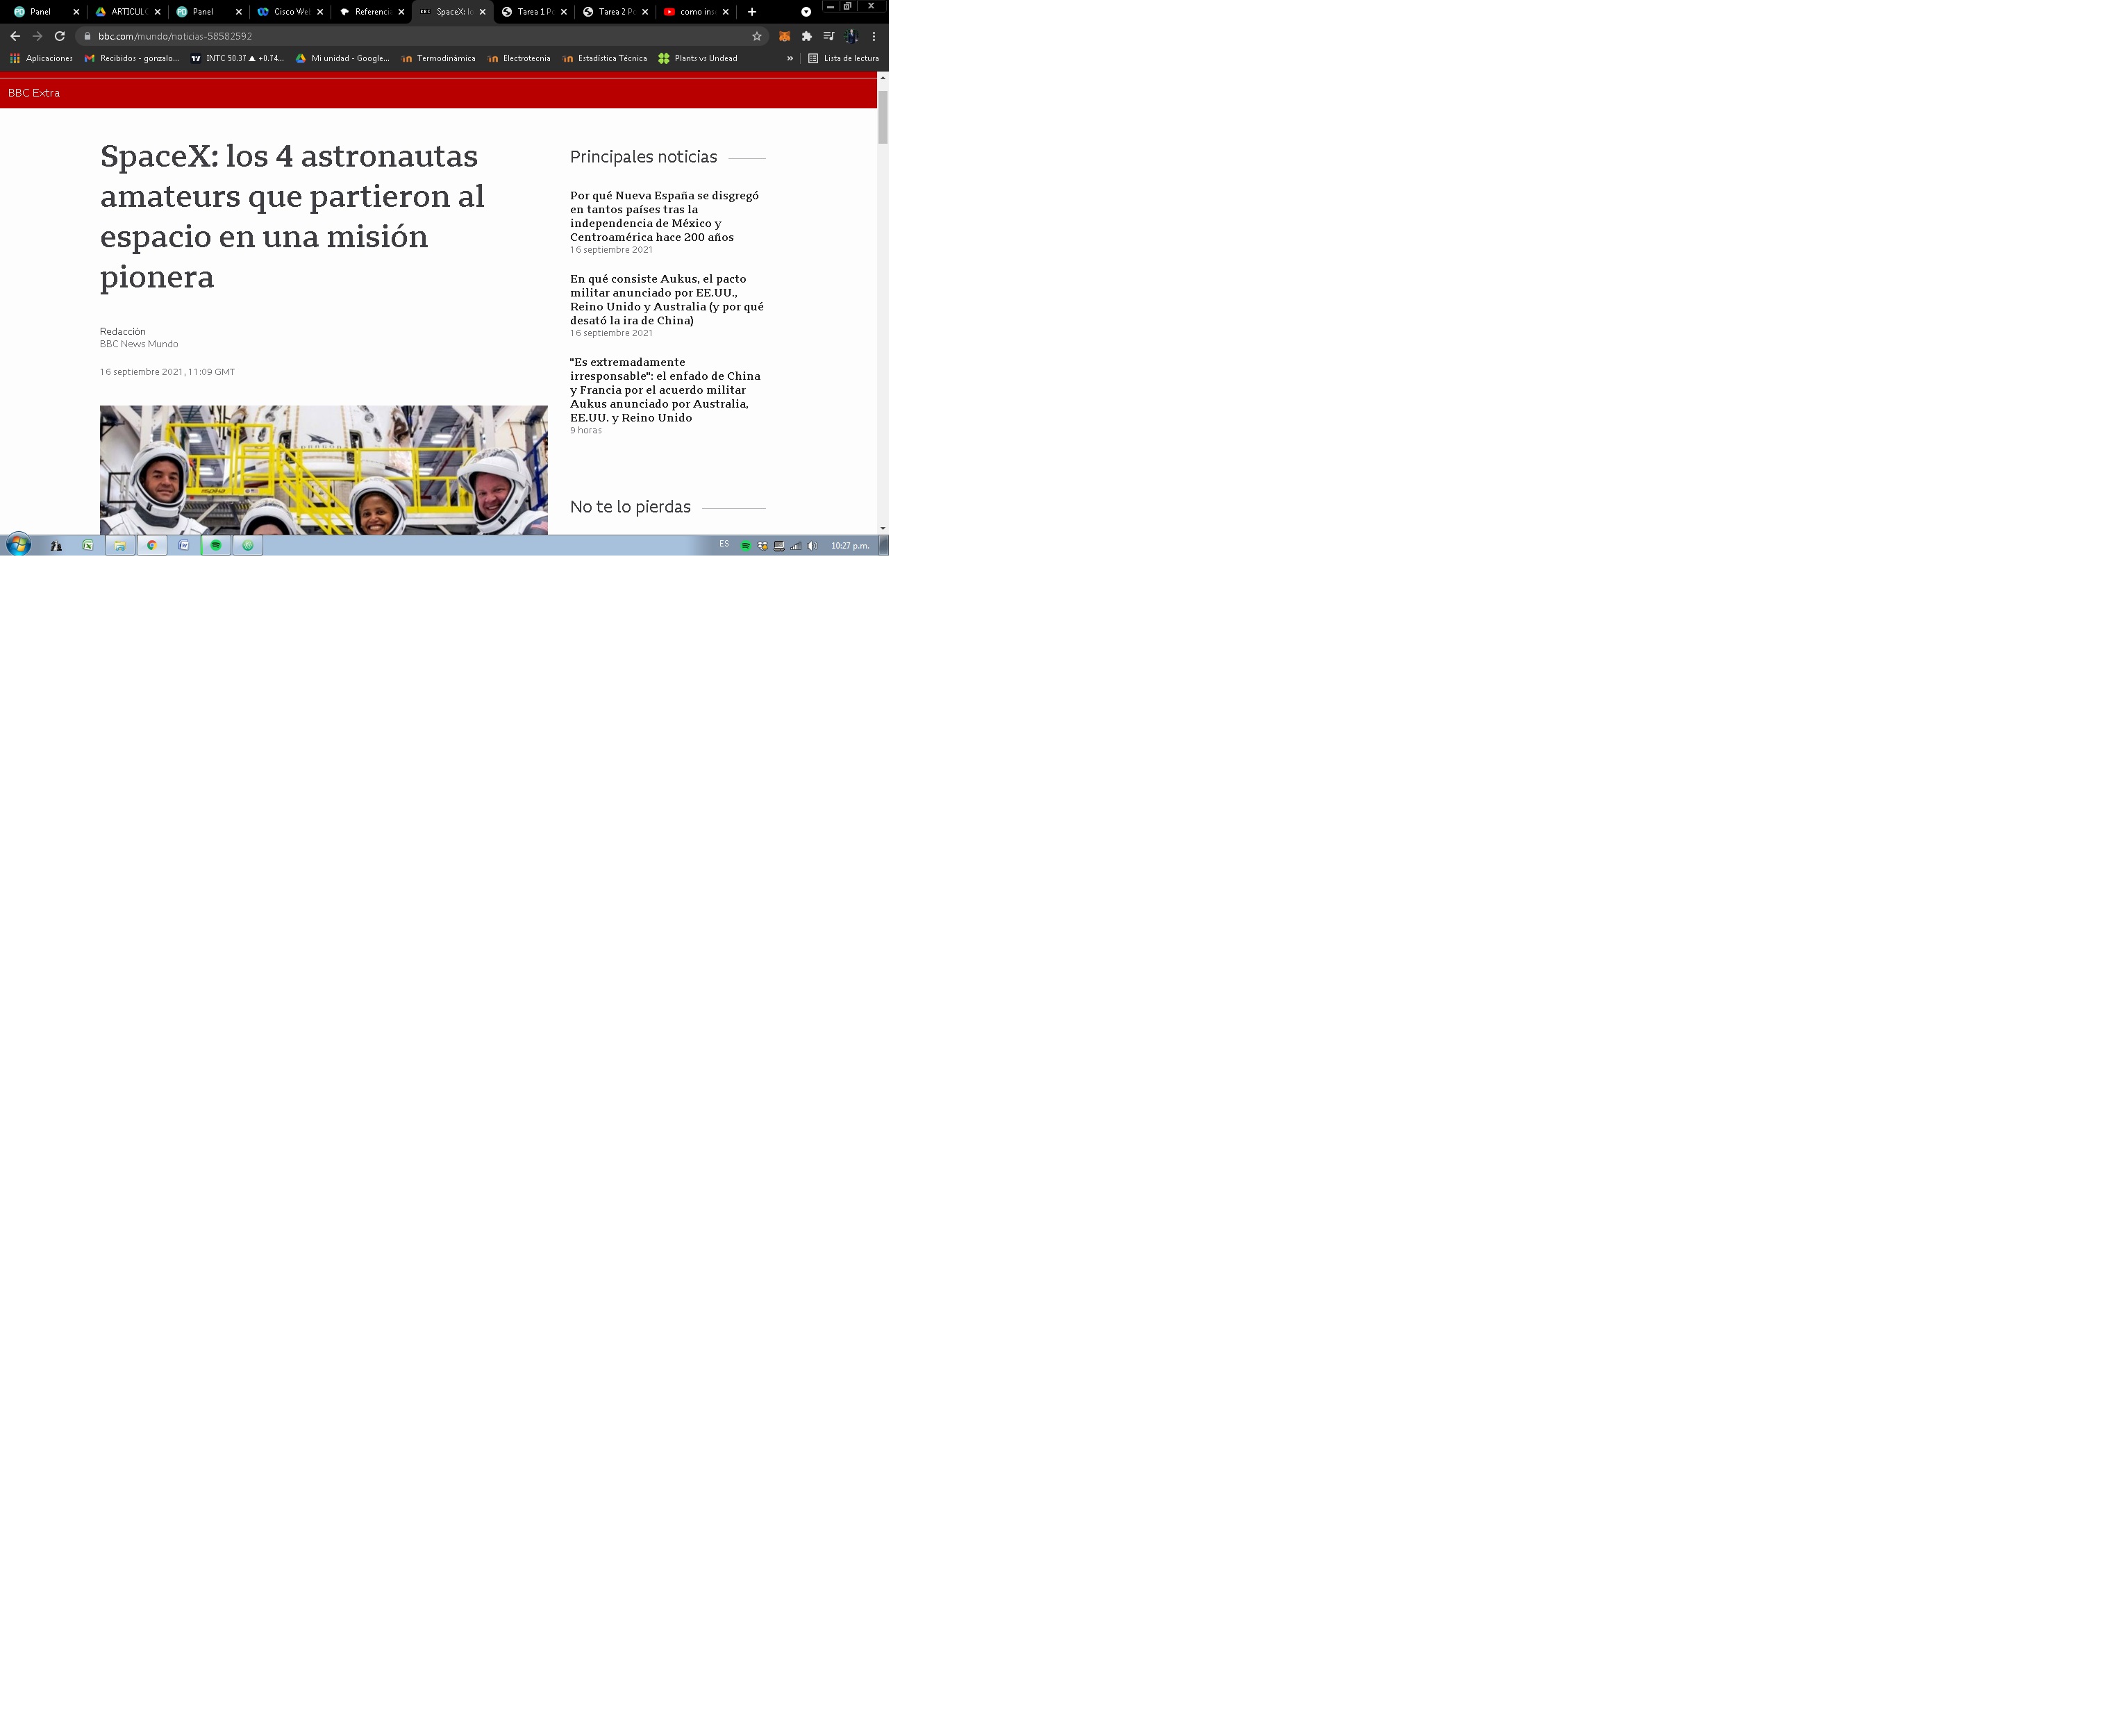 Panel
ARTICUL
Panel
Cisco We
Referenci
SpaceX: l
Tarea 1 P
Tarea 2 P
como ins
bbc.com/mundo/noticias-58582592
Aplicaciones
Recibidos - gonzalo...
INTC 50.37 ▲ +0.74...
Mi unidad - Google...
Termodinámica
Electrotecnia
Estadística Técnica
Plants vs Undead
»
Lista de lectura
BBC Extra
SpaceX: los 4 astronautas
amateurs que partieron al
espacio en una misión
pionera
Redacción
BBC News Mundo
16 septiembre 2021, 11:09 GMT
Principales noticias
Por qué Nueva España se disgregó
en tantos países tras la
independencia de México y
Centroamérica hace 200 años
16 septiembre 2021
En qué consiste Aukus, el pacto
militar anunciado por EE.UU.,
Reino Unido y Australia (y por qué
desató la ira de China)
16 septiembre 2021
"Es extremadamente
irresponsable": el enfado de China
y Francia por el acuerdo militar
Aukus anunciado por Australia,
EE.UU. y Reino Unido
9 horas
No te lo pierdas
ES
10:27 p.m.